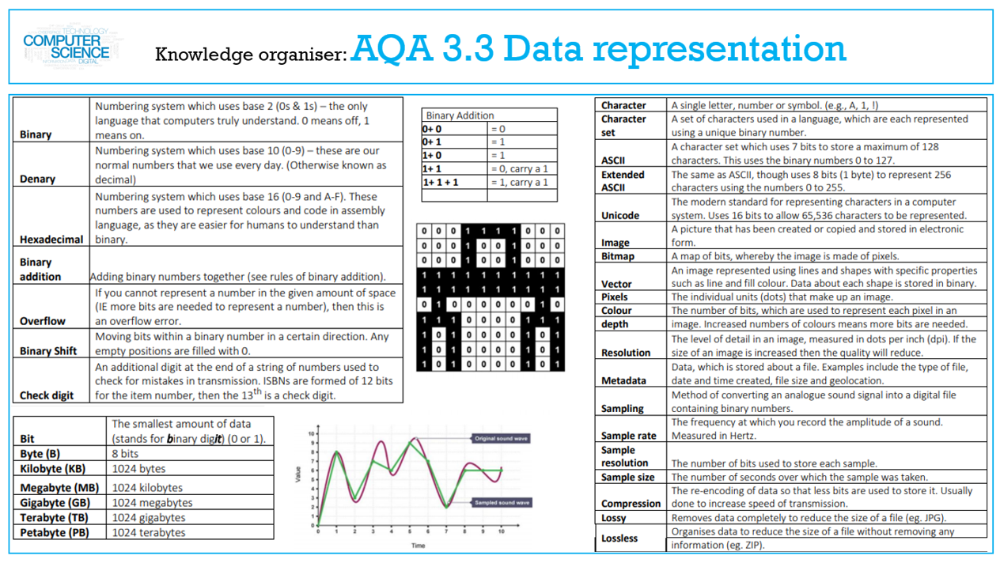 COMPUTER
TECHNOLOGY
SCIENCE
DIGITAL
Knowledge organiser: AQA 3.3 Data representation
Binary
Numbering system which uses base 2 (0s & 1s) – the only
language that computers truly understand. 0 means off, 1
means on.
Denary
Numbering system which uses base 10 (0-9) – these are our
normal numbers that we use every day. (Otherwise known as
decimal)
Hexadecimal
Numbering system which uses base 16 (0-9 and A-F). These
numbers are used to represent colours and code in assembly
language, as they are easier for humans to understand than
binary.
Binary
addition
Adding binary numbers together (see rules of binary addition).
Overflow
If you cannot represent a number in the given amount of space
(IE more bits are needed to represent a number), then this is
an overflow error.
Binary Shift
Moving bits within a binary number in a certain direction. Any
empty positions are filled with 0.
Check digit
An additional digit at the end of a string of numbers used to
check for mistakes in transmission. ISBNs are formed of 12 bits
for the item number, then the 13th is a check digit.
Bit
The smallest amount of data
(stands for binary digit) (0 or 1).
Byte (B) 8 bits
Kilobyte (KB) 1024 bytes
Megabyte (MB) 1024 kilobytes
Gigabyte (GB) 1024 megabytes
Terabyte (TB) 1024 gigabytes
Petabyte (PB) 1024 terabytes
Binary Addition
0+ 0 = 0
0+ 1 = 1
1+ 0 = 1
1+ 1 = 0, carry a 1
1+ 1 + 1 = 1, carry a 1
0 0 0 1 1 1 1 0 0 0
0 0 0 1 0 0 1 0 0 0
0 0 0 1 0 0 1 0 0 0
1 1 1 1 1 1 1 1 1 1
1 1 1 1 1 1 1 1 1 1
0 1 0 0 0 0 0 0 1 0
1 1 1 0 0 0 0 1 1 1
1 0 1 0 0 0 0 1 0 1
1 0 1 0 0 0 0 1 0 1
1 0 1 0 0 0 0 1 0 1
Value
10
9
8
7
6
5
4
3
2
1
0
0 1 2 3 4 5 6 7 8 9 10
Time
Original sound wave
Sampled sound wave
Character
A single letter, number or symbol. (e.g., A, 1, !)
Character
set
A set of characters used in a language, which are each represented
using a unique binary number.
ASCII
A character set which uses 7 bits to store a maximum of 128
characters. This uses the binary numbers 0 to 127.
Extended
ASCII
The same as ASCII, though uses 8 bits (1 byte) to represent 256
characters using the numbers 0 to 255.
Unicode
The modern standard for representing characters in a computer
system. Uses 16 bits to allow 65,536 characters to be represented.
Image
A picture that has been created or copied and stored in electronic
form.
Bitmap
A map of bits, whereby the image is made of pixels.
Vector
An image represented using lines and shapes with specific properties
such as line and fill colour. Data about each shape is stored in binary.
Pixels
The individual units (dots) that make up an image.
Colour
depth
The number of bits, which are used to represent each pixel in an
image. Increased numbers of colours means more bits are needed.
Resolution
The level of detail in an image, measured in dots per inch (dpi). If the
size of an image is increased then the quality will reduce.
Metadata
Data, which is stored about a file. Examples include the type of file,
date and time created, file size and geolocation.
Sampling
Method of converting an analogue sound signal into a digital file
containing binary numbers.
Sample rate
The frequency at which you record the amplitude of a sound.
Measured in Hertz.
Sample
resolution
The number of bits used to store each sample.
Sample size
The number of seconds over which the sample was taken.
Compression
The re-encoding of data so that less bits are used to store it. Usually
done to increase speed of transmission.
Lossy
Removes data completely to reduce the size of a file (eg. JPG).
Lossless
Organises data to reduce the size of a file without removing any
information (eg. ZIP).